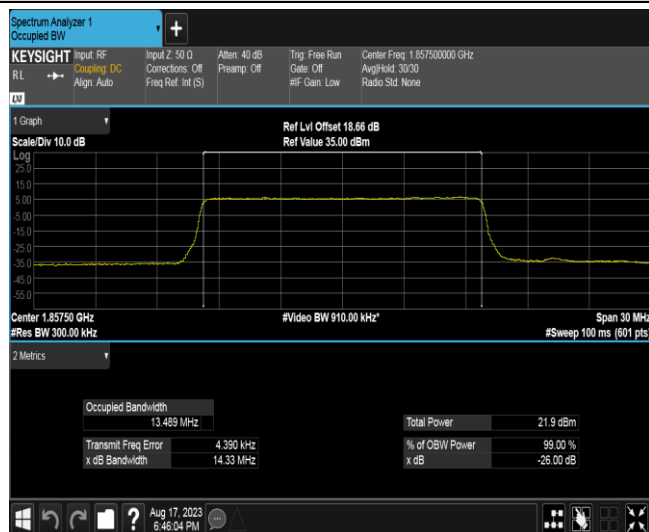 Spectrum Analyzer 1
Occupied BW
+
KEYSIGHT Input: RF Input Z: 50 Ω Atten: 40 dB Trig: Free Run Center Freq: 1.857500000 GHz
RL Coupling: DC Corrections: Off Preamp: Off Gate: Off Avg|Hold: 30/30
Align: Auto Freq Ref: Int (S) #IF Gain: Low Radio Std: None
LXI
1 Graph
Ref Lvl Offset 18.66 dB
Scale/Div 10.0 dB Ref Value 35.00 dBm
Log
25.0
15.0
5.00
-5.00
-15.0
-25.0
-35.0
-45.0
-55.0
Center 1.85750 GHz #Video BW 910.00 kHz* Span 30 MHz
#Res BW 300.00 kHz #Sweep 100 ms (601 pts)
2 Metrics
Occupied Bandwidth
13.489 MHz Total Power 21.9 dBm
Transmit Freq Error 4.390 kHz % of OBW Power 99.00 %
x dB Bandwidth 14.33 MHz x dB -26.00 dB
? Aug 17, 2023
6:46:04 PM